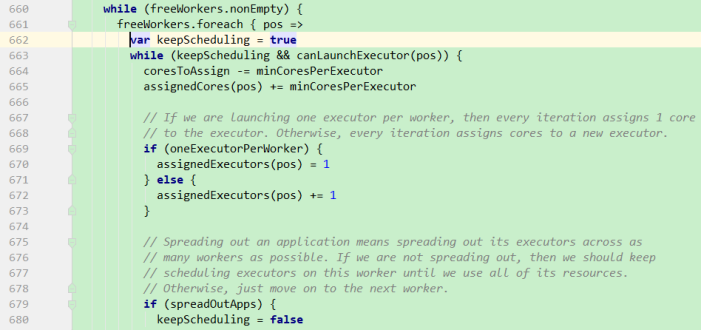 660 while (freeWorkers.nonEmpty) {
661 freeWorkers.foreach { pos =>
662 var keepScheduling = true
663 while (keepScheduling && canLaunchExecutor(pos)) {
664 coresToAssign -= minCoresPerExecutor
665 assignedCores(pos) += minCoresPerExecutor
666
667 // If we are launching one executor per worker, then every iteration assigns 1 core
668 // to the executor. Otherwise, every iteration assigns cores to a new executor.
669 if (oneExecutorPerWorker) {
670 assignedExecutors(pos) = 1
671 } else {
672 assignedExecutors(pos) += 1
673 }
674
675 // Spreading out an application means spreading out its executors across as
676 // many workers as possible. If we are not spreading out, then we should keep
677 // scheduling executors on this worker until we use all of its resources.
678 // Otherwise, just move on to the next worker.
679 if (spreadOutApps) {
680 keepScheduling = false